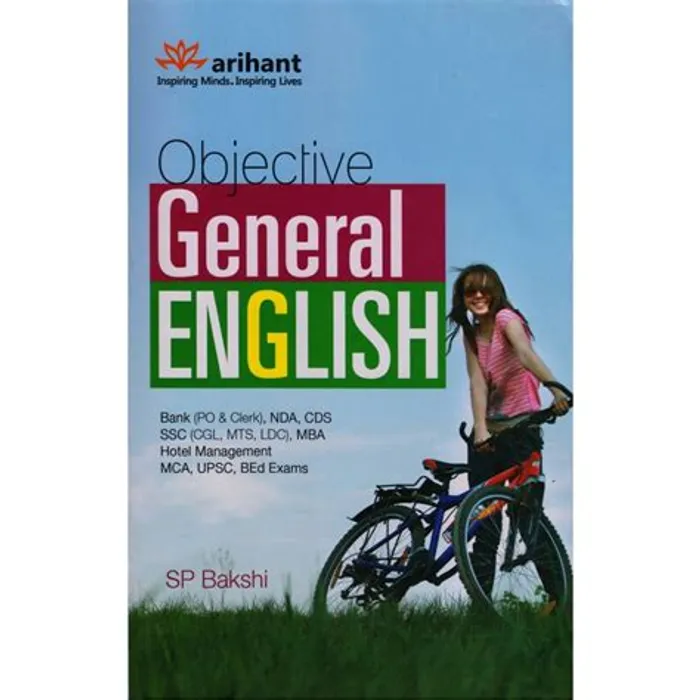 arihant
Inspiring Minds. Inspiring Lives
Objective
General
ENGLISH
Bank (PO & Clerk), NDA, CDS
SSC (CGL, MTS, LDC), MBA
Hotel Management
MCA, UPSC, BEd Exams
SP Bakshi